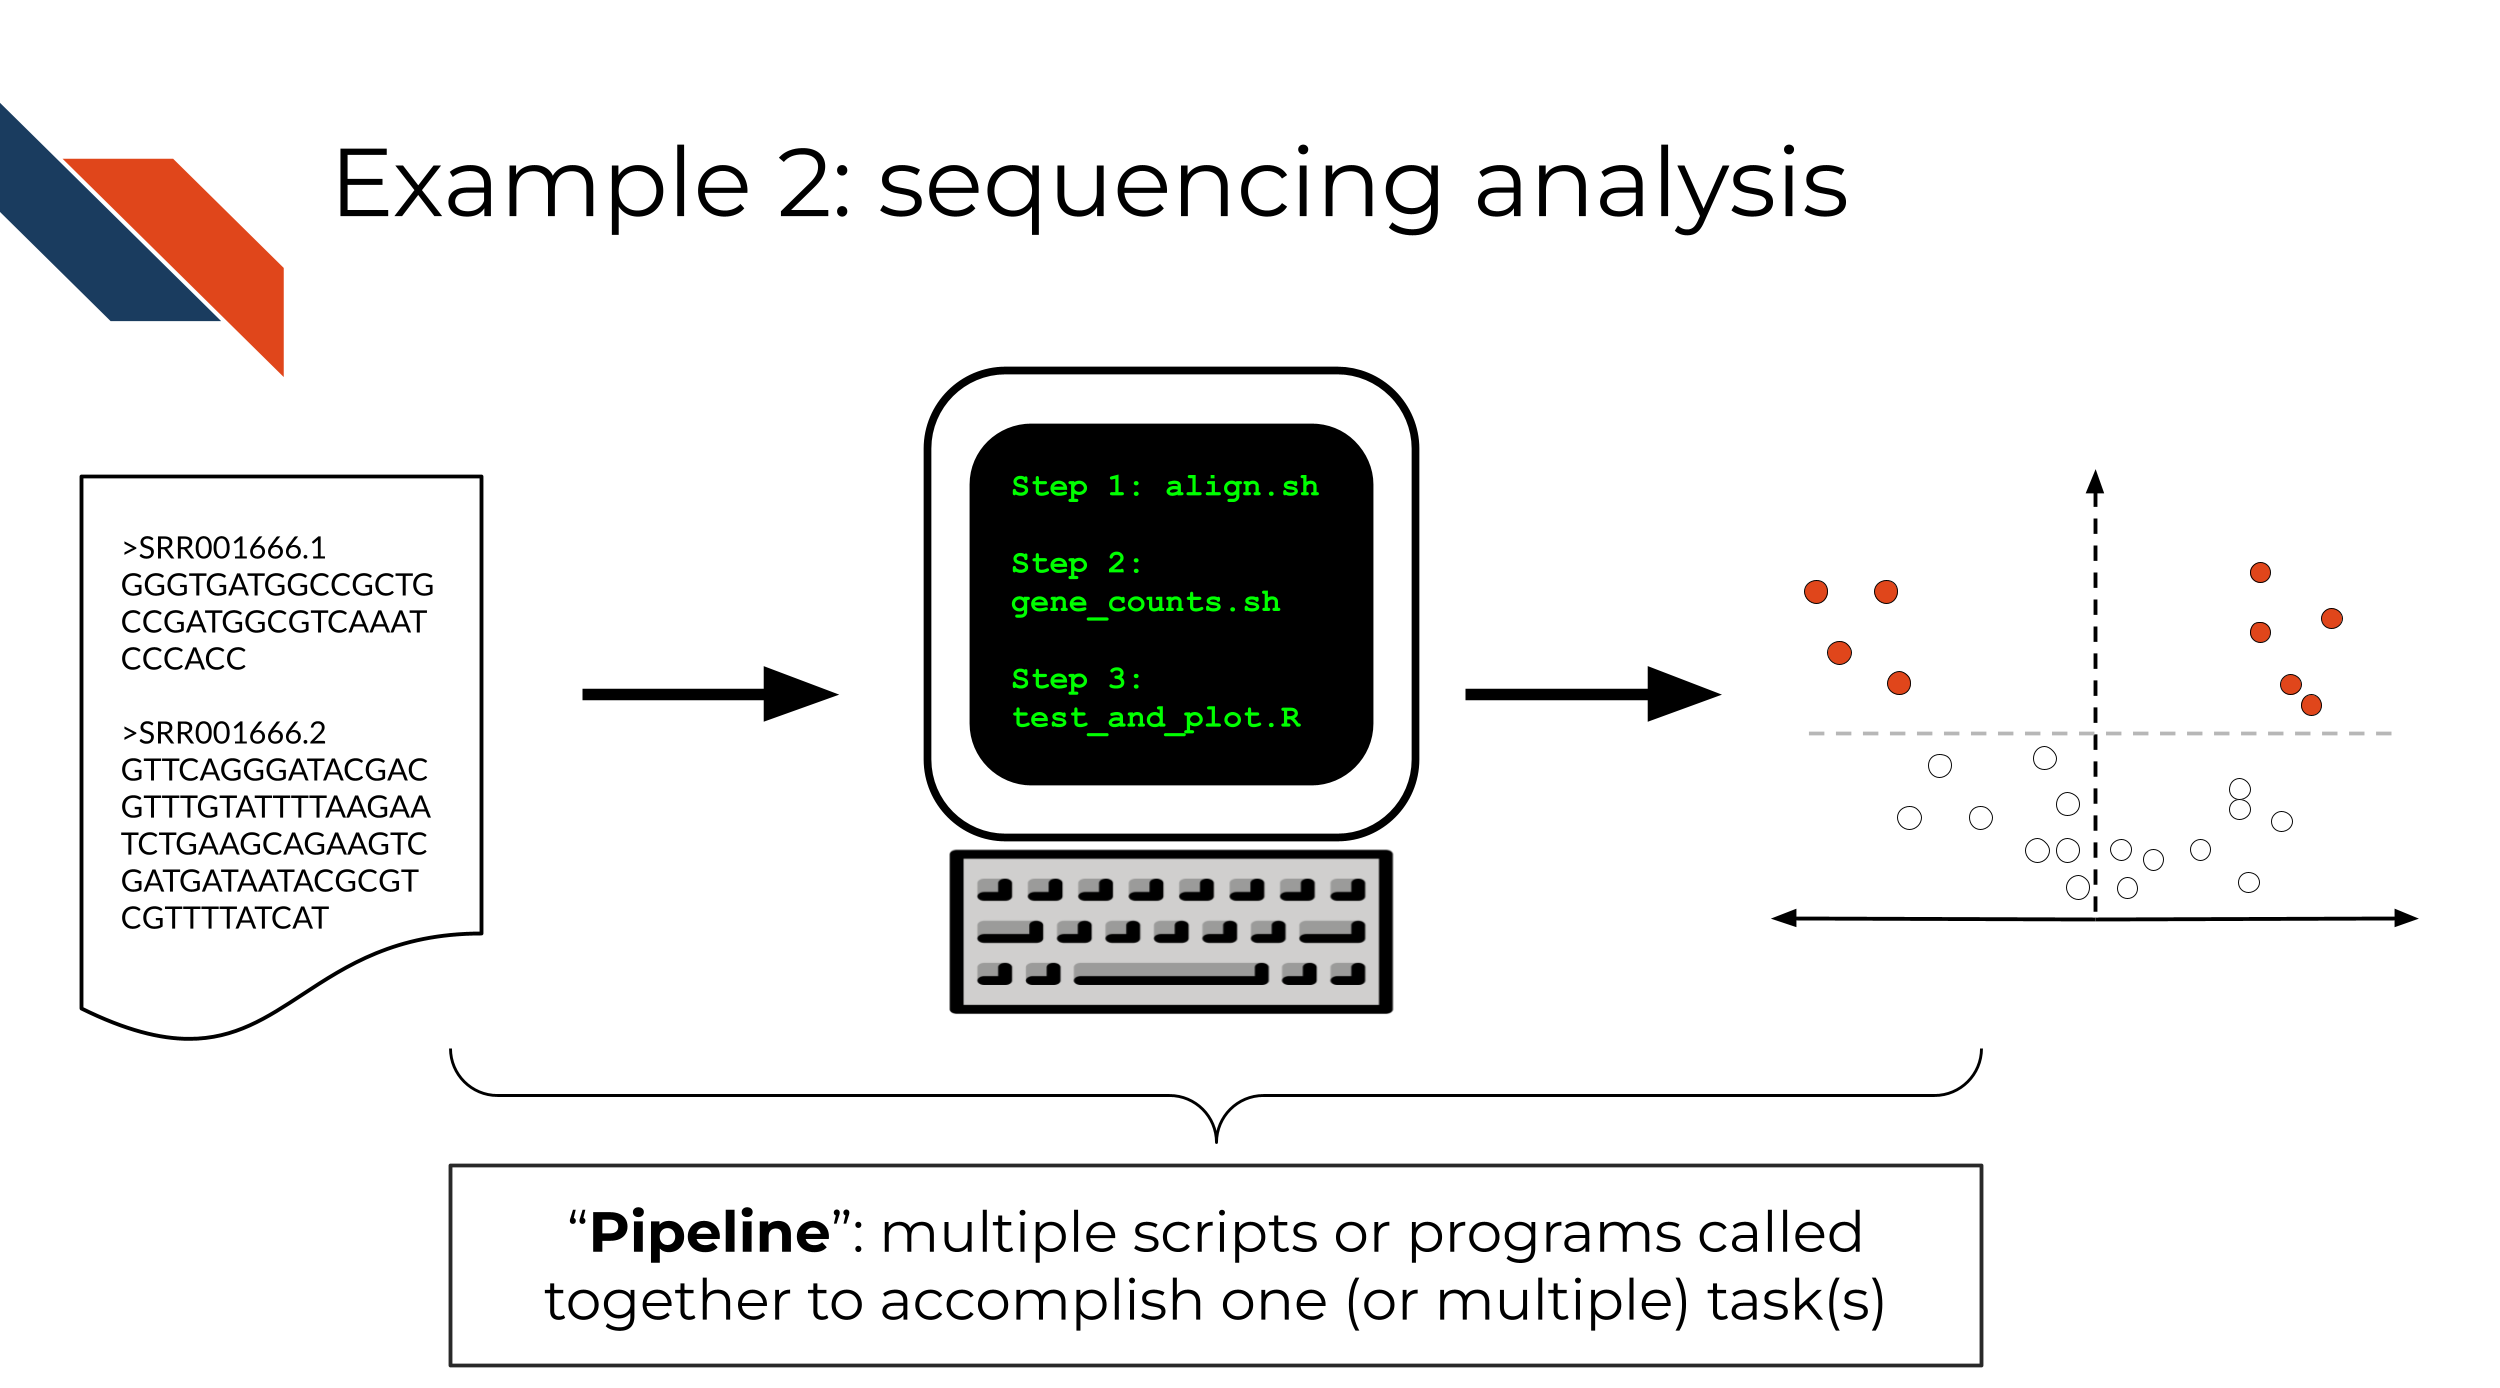 Example 2: sequencing analysis
>SRR001666.1
GGGTGATGGCCGCTG
CCGATGGCGTCAAAT
CCCACC
>SRR001666.2
GTTCAGGGATACGAC
GTTTGTATTTTAAGAA
TCTGAAGCAGAAGTC
GATGATAATACGCGT
CGTTTTATCAT
Step 1: align.sh
Step 2:
gene_counts.sh
Step 3:
test_and_plot.R
“Pipeline”: multiple scripts or programs called
together to accomplish one (or multiple) task(s)